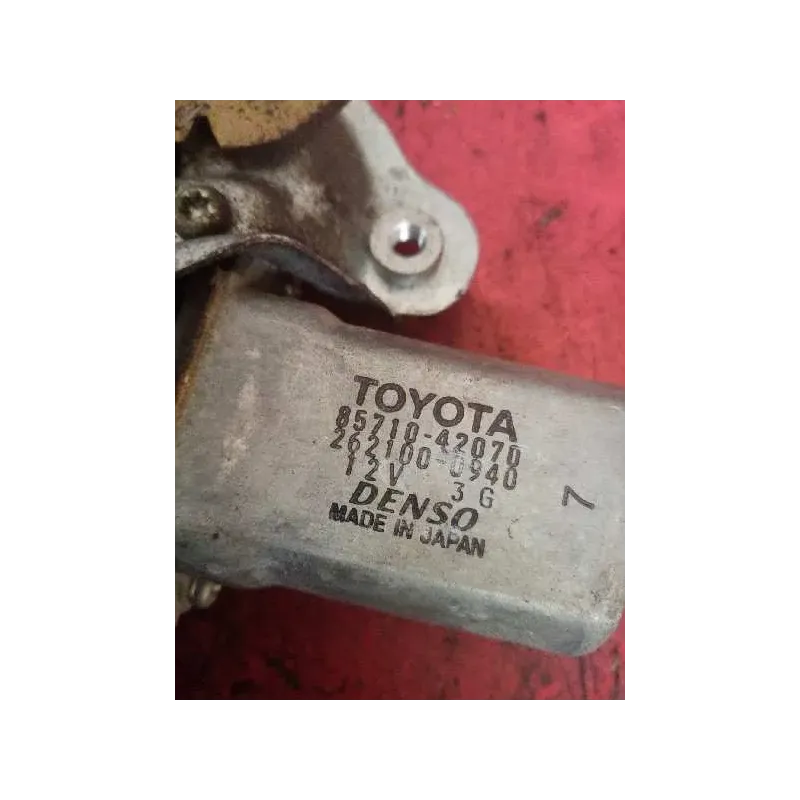 TOYOTA
85710-42070
262100-0940
12V 3G
DENSO
MADE IN JAPAN
7